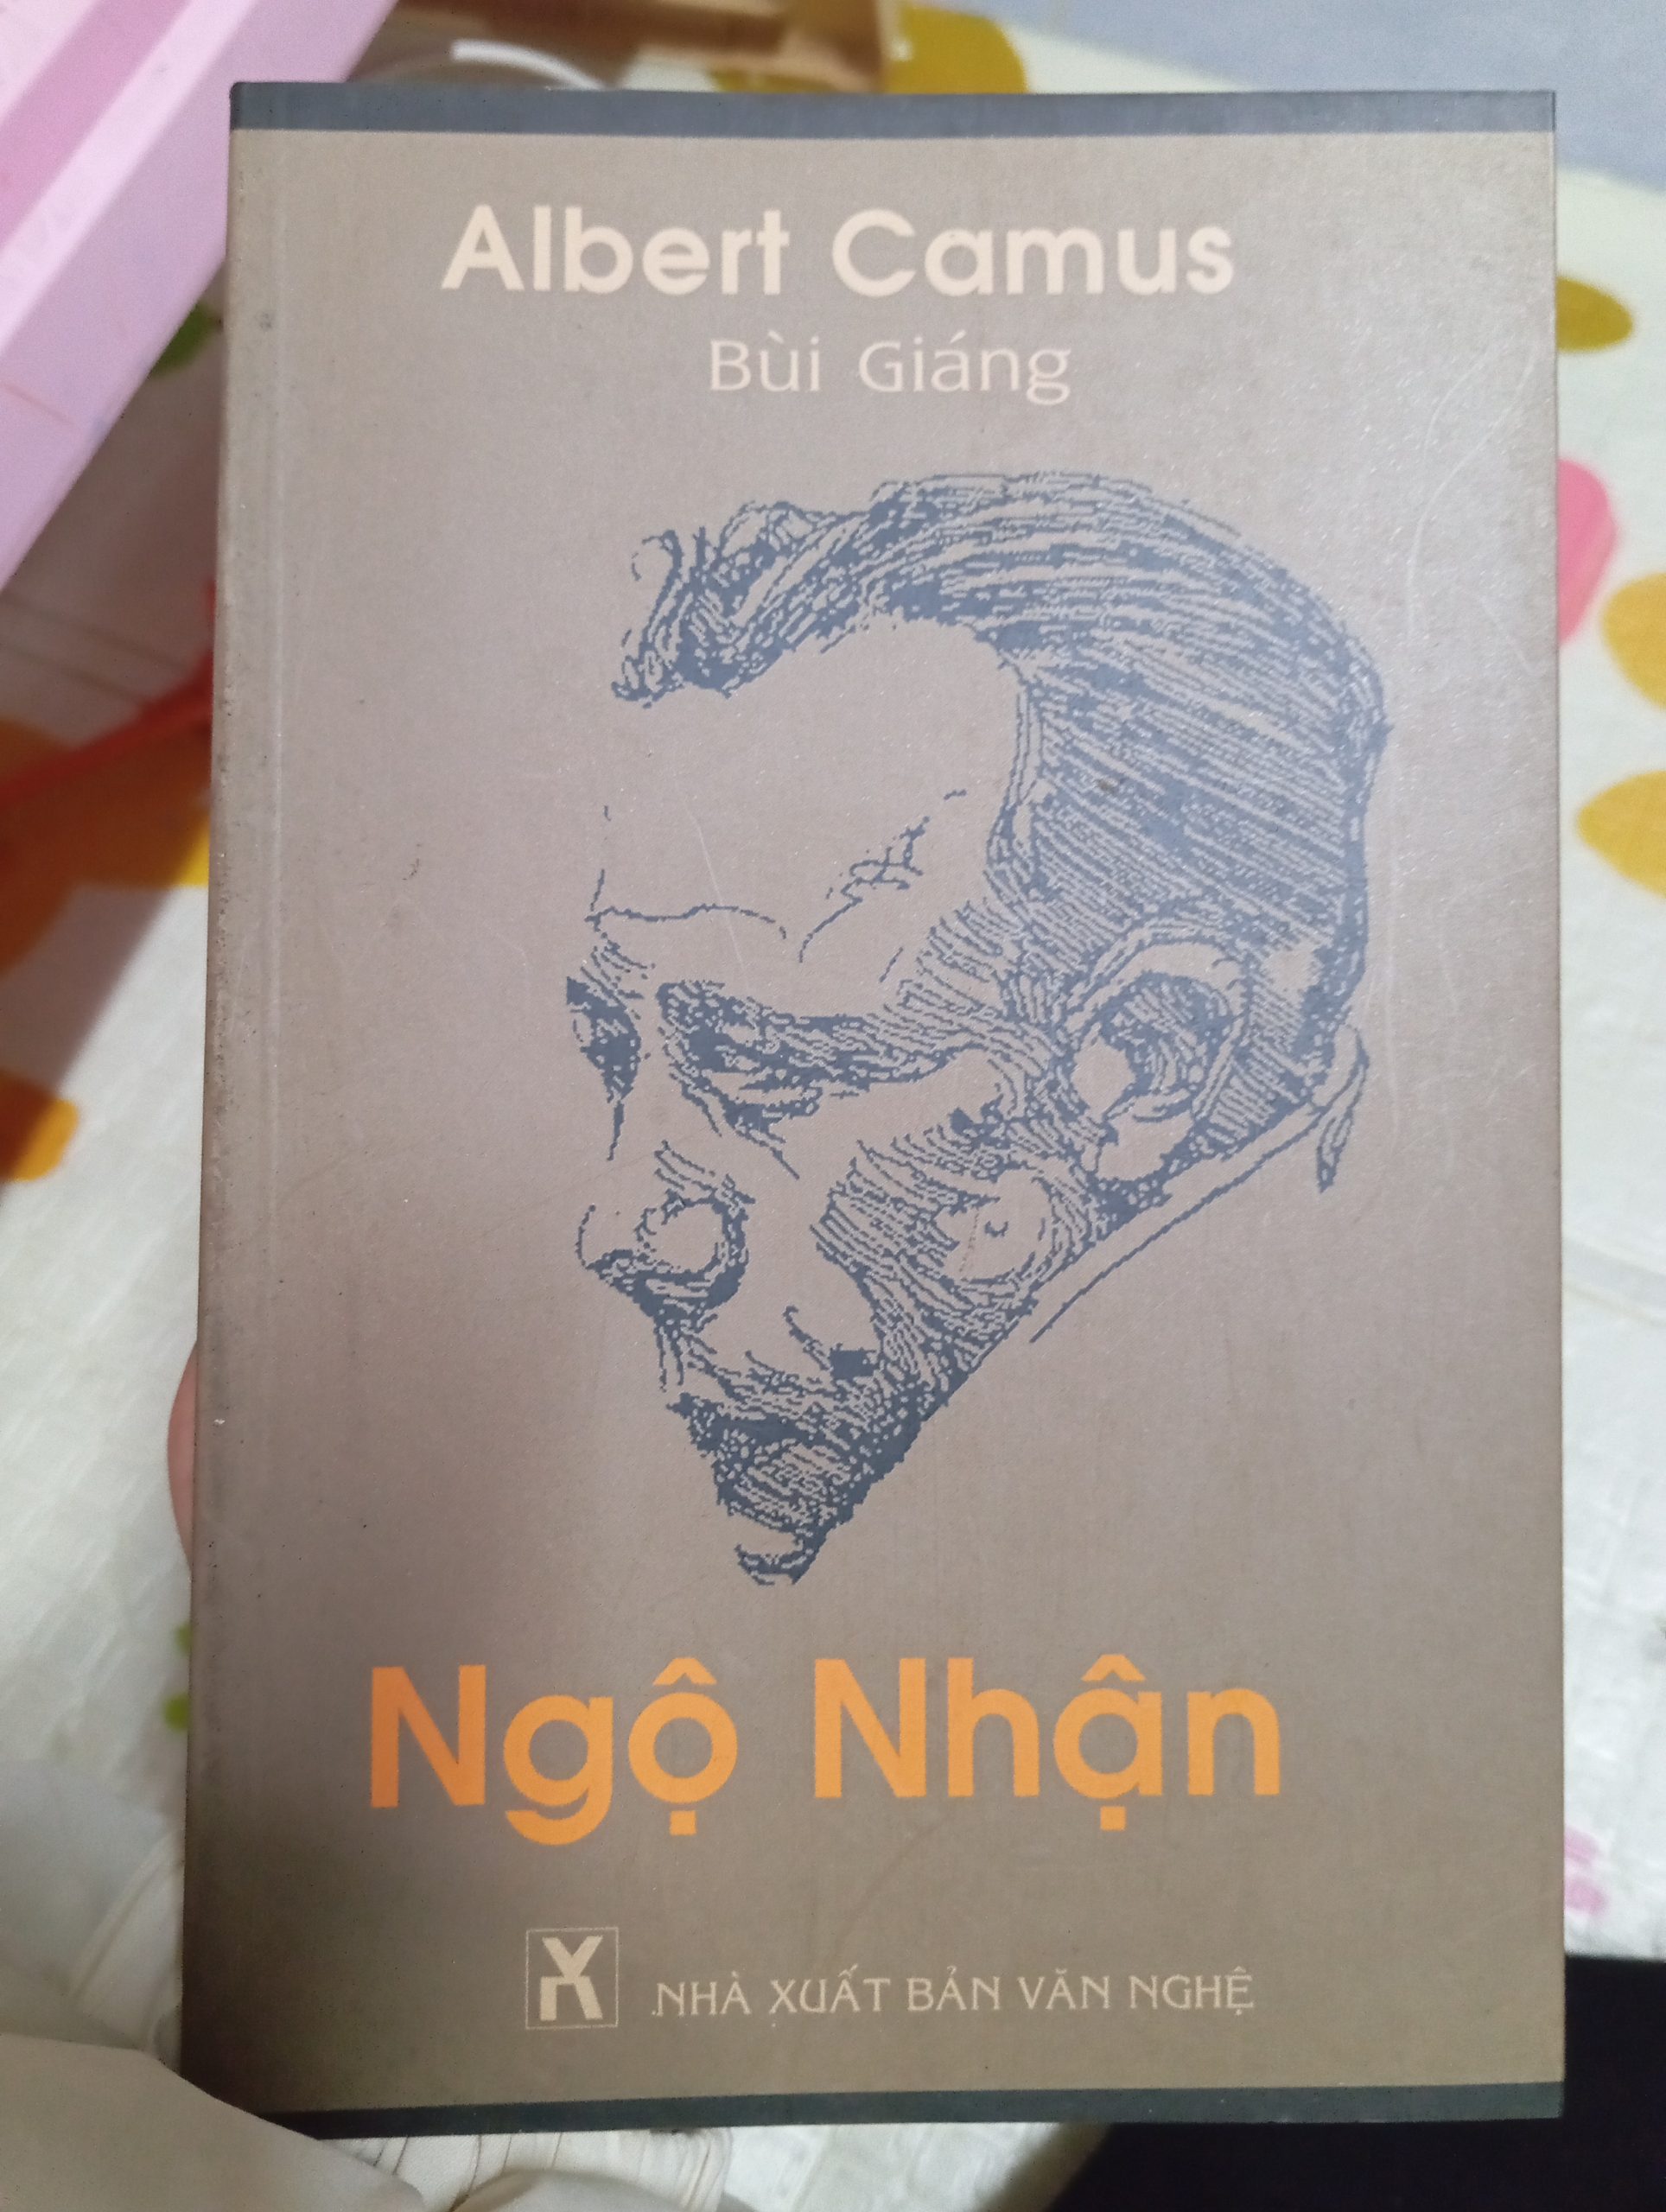 Albert Camus
Bùi Giáng
Ngộ Nhận
NHÀ XUẤT BẢN VĂN NGHỆ